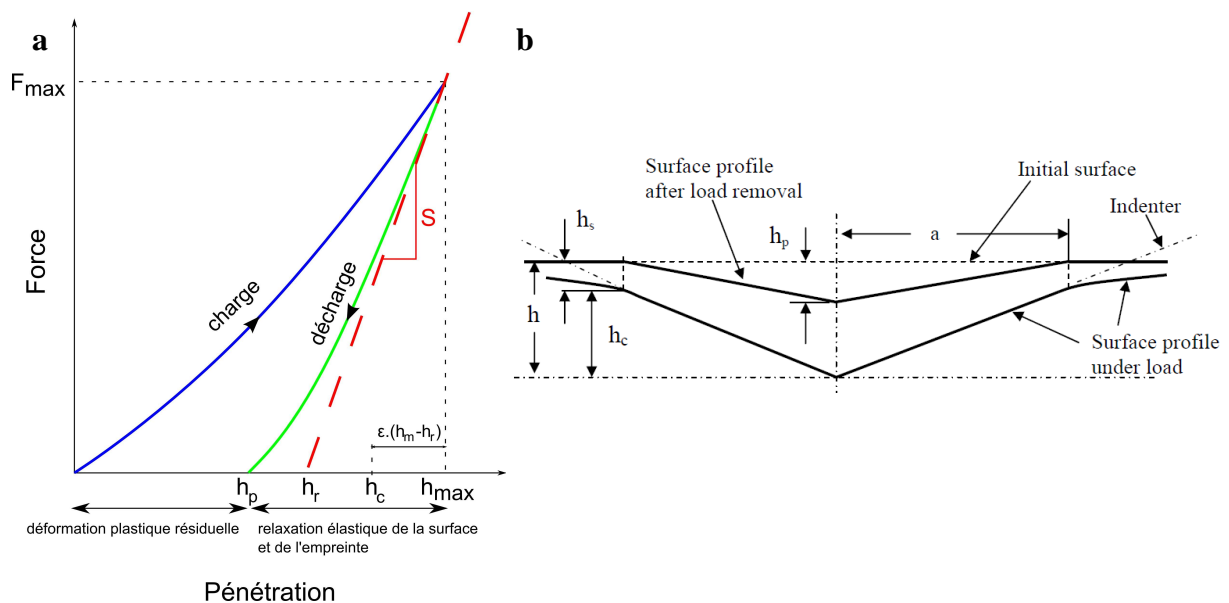 a
F_max
Force
charge
décharge
S
ε.(h_m-h_r)
h_p
h_r
h_c
h_max
déformation plastique résiduelle
relaxation élastique de la surface
et de l'empreinte
Pénétration
b
Surface profile
after load removal
Initial surface
Indenter
h_s
h_p
a
h
h_c
Surface profile
under load